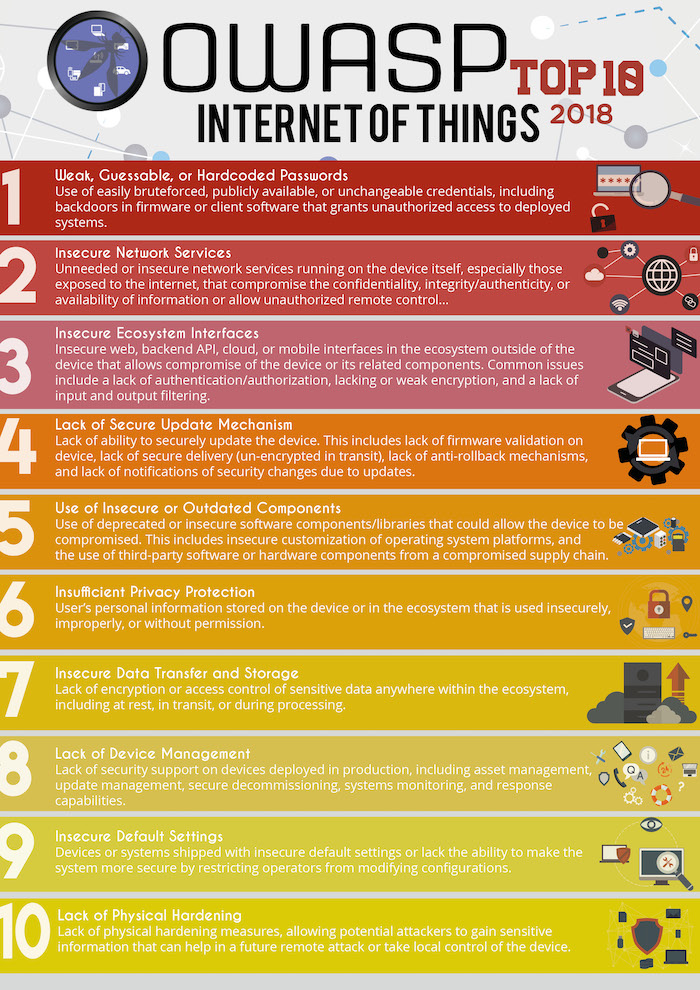 OWASP
TOP 10
INTERNET OF THINGS 2018
1
Weak, Guessable, or Hardcoded Passwords
Use of easily bruteforced, publicly available, or unchangeable credentials, including
backdoors in firmware or client software that grants unauthorized access to deployed
systems.
****
1
2
Insecure Network Services
Unneeded or insecure network services running on the device itself, especially those
exposed to the internet, that compromise the confidentiality, integrity/authenticity, or
availability of information or allow unauthorized remote control...
3
Insecure Ecosystem Interfaces
Insecure web, backend API, cloud, or mobile interfaces in the ecosystem outside of the
device that allows compromise of the device or its related components. Common issues
include a lack of authentication/authorization, lacking or weak encryption, and a lack of
input and output filtering.
4
Lack of Secure Update Mechanism
Lack of ability to securely update the device. This includes lack of firmware validation on
device, lack of secure delivery (un-encrypted in transit), lack of anti-rollback mechanisms,
and lack of notifications of security changes due to updates.
5
Use of Insecure or Outdated Components
Use of deprecated or insecure software components/libraries that could allow the device to be
compromised. This includes insecure customization of operating system platforms, and
the use of third-party software or hardware components from a compromised supply chain.
6
Insufficient Privacy Protection
User's personal information stored on the device or in the ecosystem that is used insecurely,
improperly, or without permission.
7
Insecure Data Transfer and Storage
Lack of encryption or access control of sensitive data anywhere within the ecosystem,
including at rest, in transit, or during processing.
8
Lack of Device Management
Lack of security support on devices deployed in production, including asset management,
update management, secure decommissioning, systems monitoring, and response
capabilities.
i
Q A
?
9
Insecure Default Settings
Devices or systems shipped with insecure default settings or lack the ability to make the
system more secure by restricting operators from modifying configurations.
10
Lack of Physical Hardening
Lack of physical hardening measures, allowing potential attackers to gain sensitive
information that can help in a future remote attack or take local control of the device.